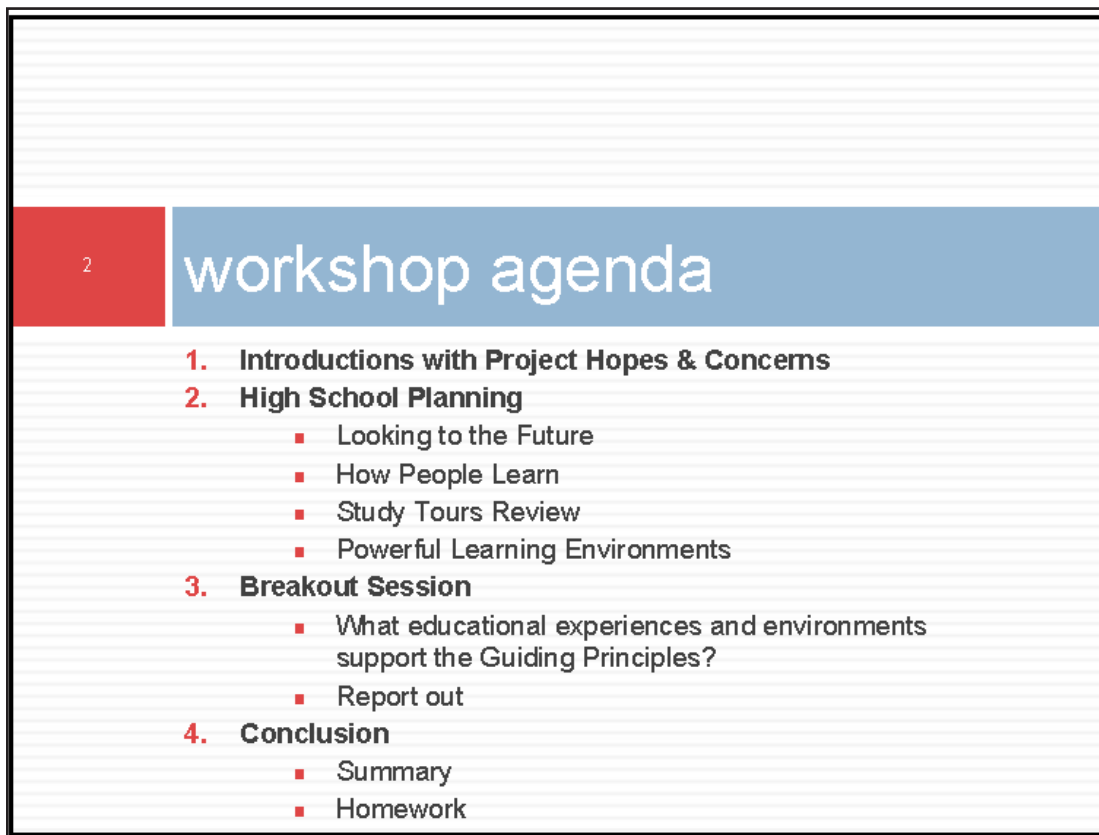 2
workshop agenda
1. Introductions with Project Hopes & Concerns
2. High School Planning
▪ Looking to the Future
▪ How People Learn
▪ Study Tours Review
▪ Powerful Learning Environments
3. Breakout Session
▪ What educational experiences and environments
support the Guiding Principles?
▪ Report out
4. Conclusion
▪ Summary
▪ Homework